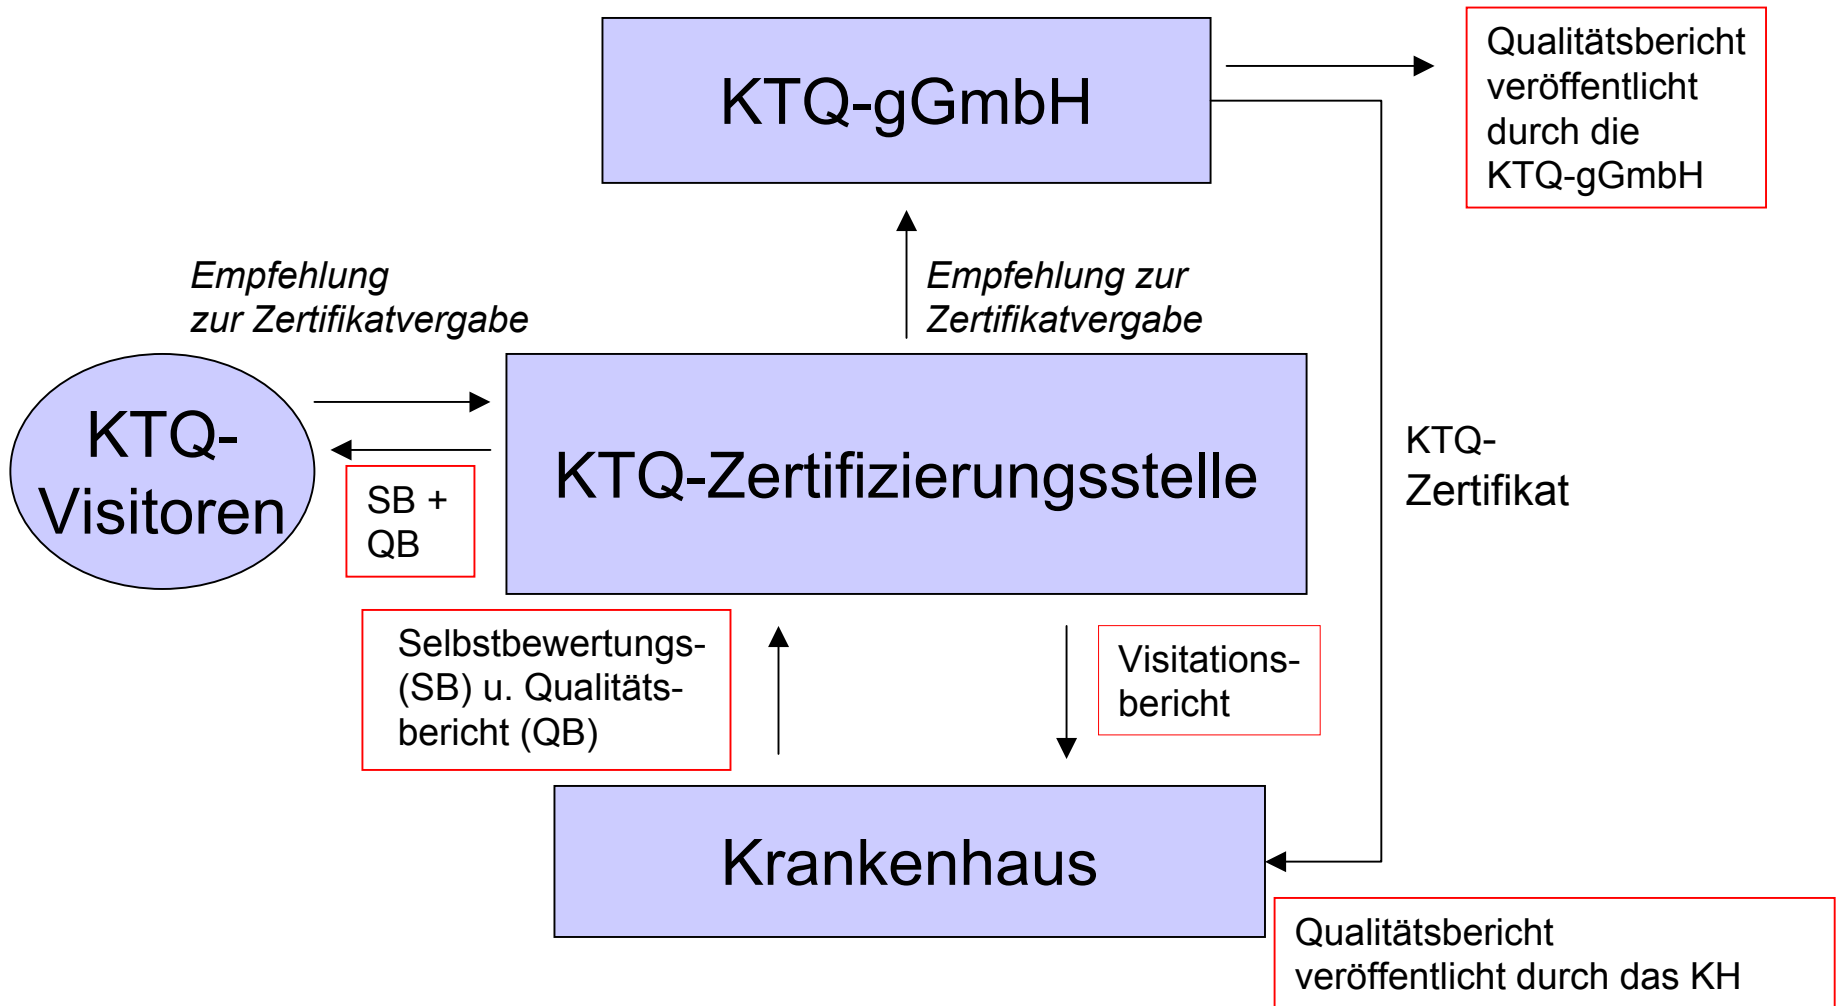 KTQ-gGmbH
Qualitätsbericht
veröffentlicht
durch die
KTQ-gGmbH
Empfehlung
zur Zertifikatvergabe
Empfehlung zur
Zertifikatvergabe
KTQ-
Visitoren
SB +
QB
KTQ-Zertifizierungsstelle
KTQ-
Zertifikat
Selbstbewertungs-
(SB) u. Qualitäts-
bericht (QB)
Visitations-
bericht
Krankenhaus
Qualitätsbericht
veröffentlicht durch das KH